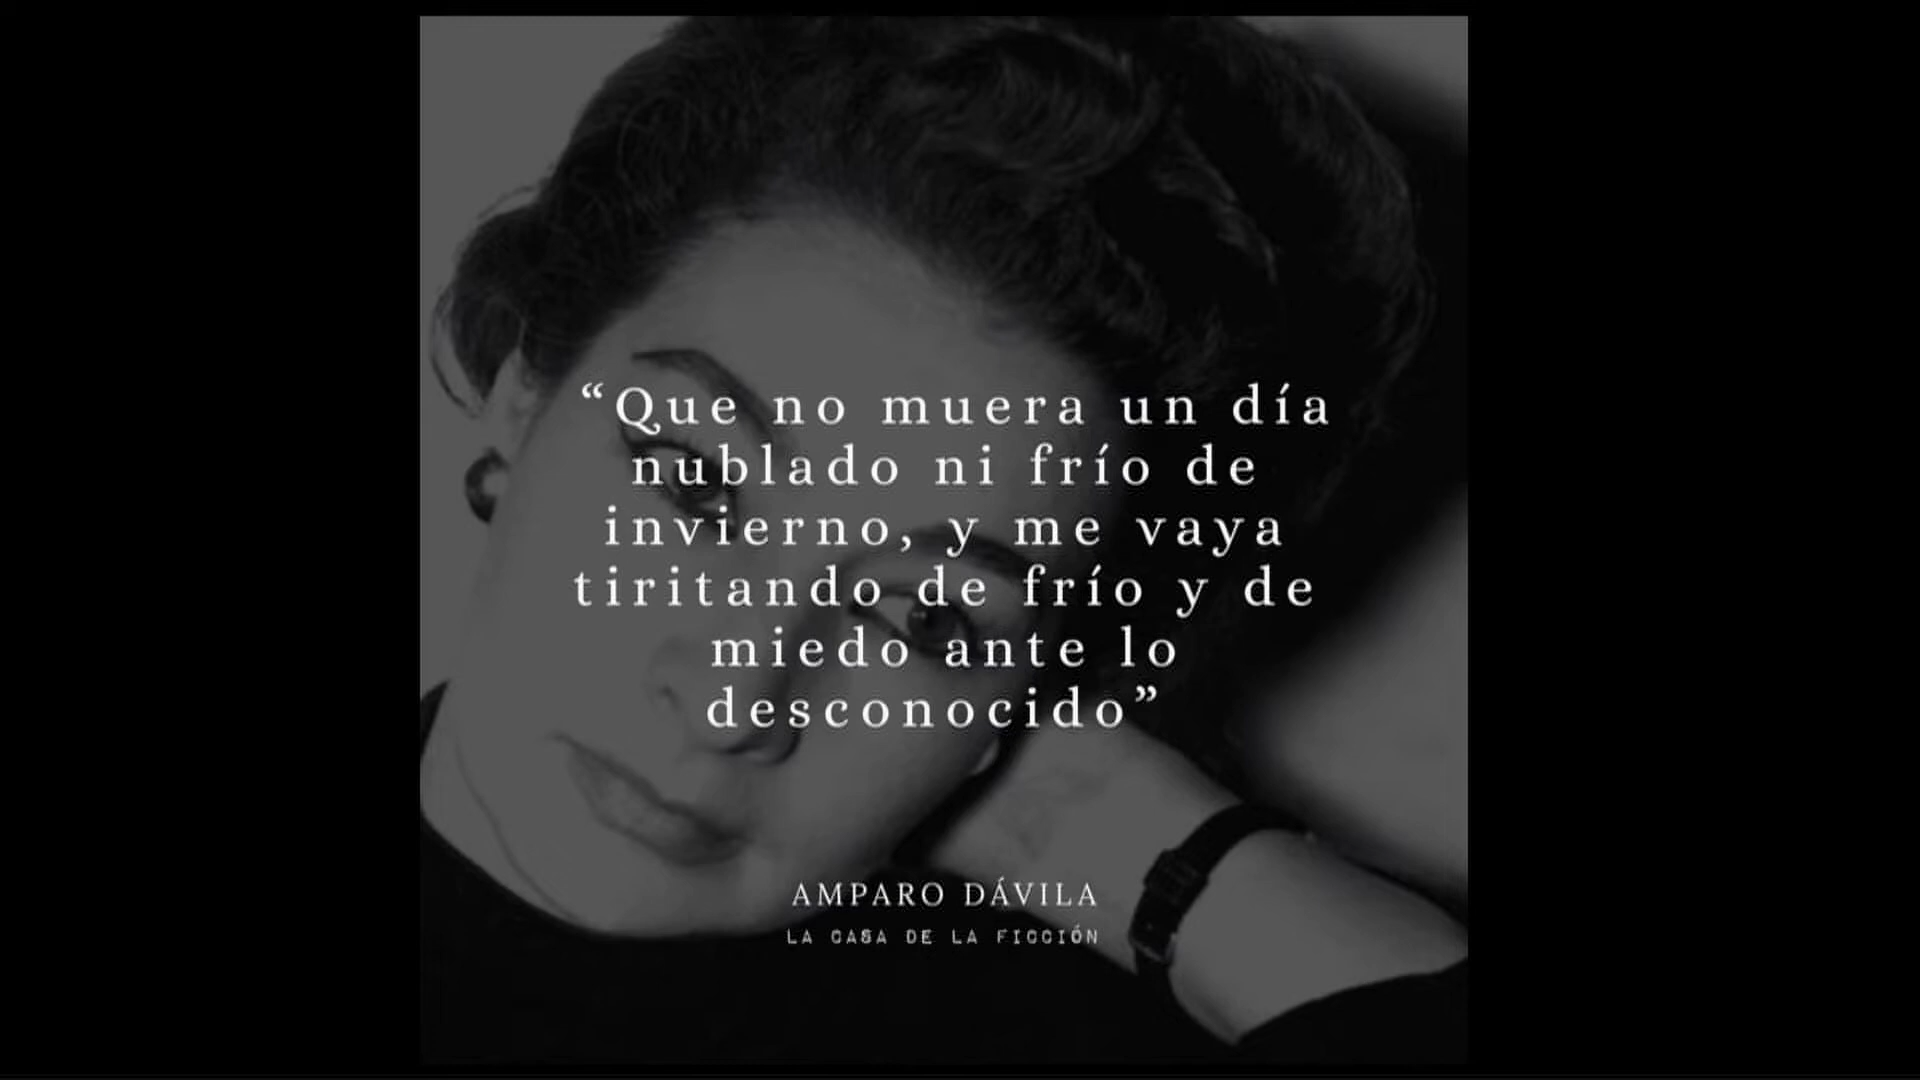 “Que no muera un día
nublado ni frío de
invierno, y me vaya
tiritando de frío y de
miedo ante lo
desconocido”
AMPARO DÁVILA
LA CASA DE LA FICCIÓN